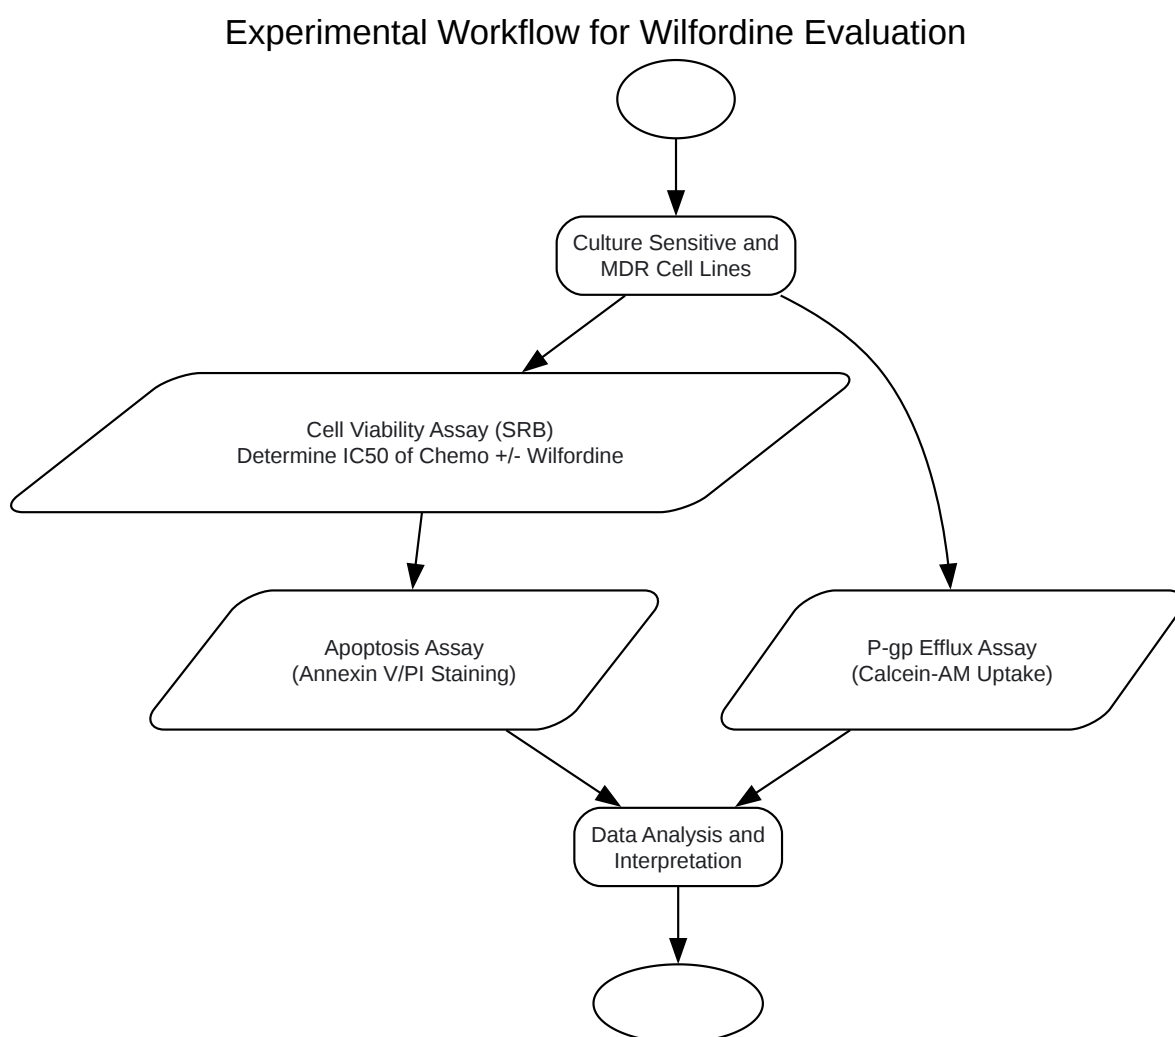 Experimental Workflow for Wilfordine Evaluation
Culture Sensitive and
MDR Cell Lines
Cell Viability Assay (SRB)
Determine IC50 of Chemo +/- Wilfordine
Apoptosis Assay
(Annexin V/PI Staining)
P-gp Efflux Assay
(Calcein-AM Uptake)
Data Analysis and
Interpretation